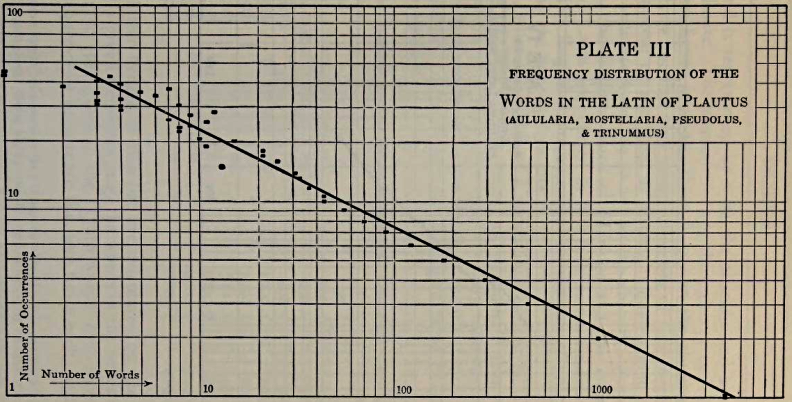 100
PLATE III
FREQUENCY DISTRIBUTION OF THE
WORDS IN THE LATIN OF PLAUTUS
(AULULARIA, MOSTELLARIA, PSEUDOLUS,
& TRINUMMUS)
10
Number of Occurrences
Number of Words
1
10
100
1000